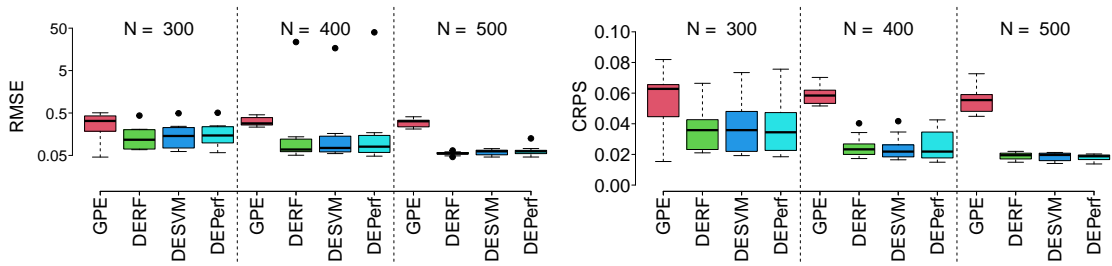 N = 300 N = 400 N = 500
RMSE
50
5
0.5
0.05
GPE DERF DESVM DEPerf GPE DERF DESVM DEPerf GPE DERF DESVM DEPerf
N = 300 N = 400 N = 500
CRPS
0.10
0.08
0.06
0.04
0.02
0.00
GPE DERF DESVM DEPerf GPE DERF DESVM DEPerf GPE DERF DESVM DEPerf